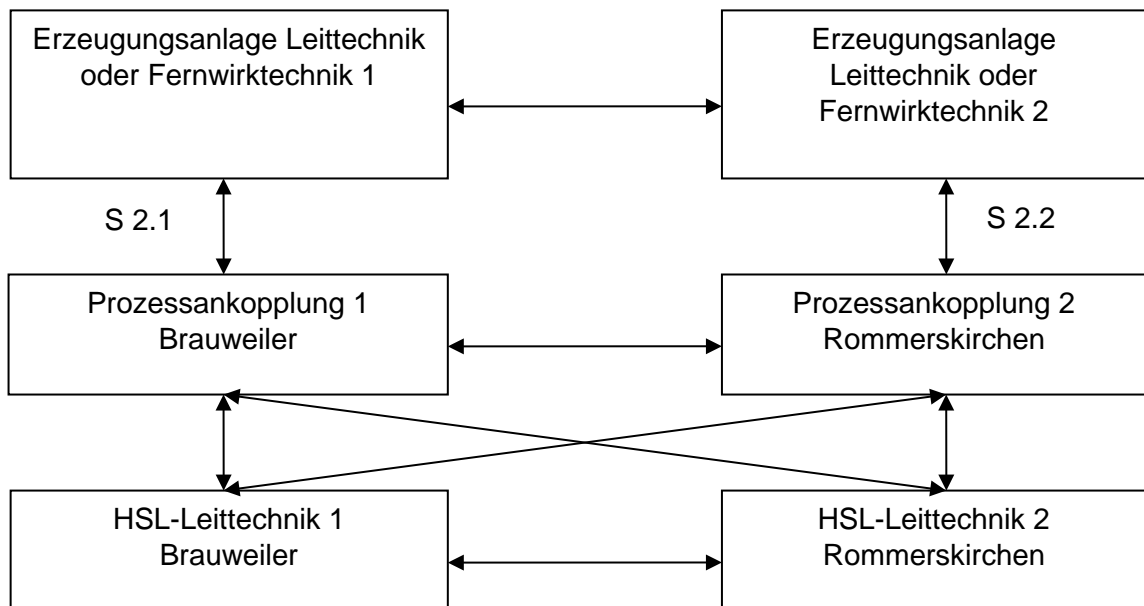 Erzeugungsanlage Leittechnik
oder Fernwirktechnik 1
Erzeugungsanlage
Leittechnik oder
Fernwirktechnik 2
S 2.1
S 2.2
Prozessankopplung 1
Brauweiler
Prozessankopplung 2
Rommerskirchen
HSL-Leittechnik 1
Brauweiler
HSL-Leittechnik 2
Rommerskirchen